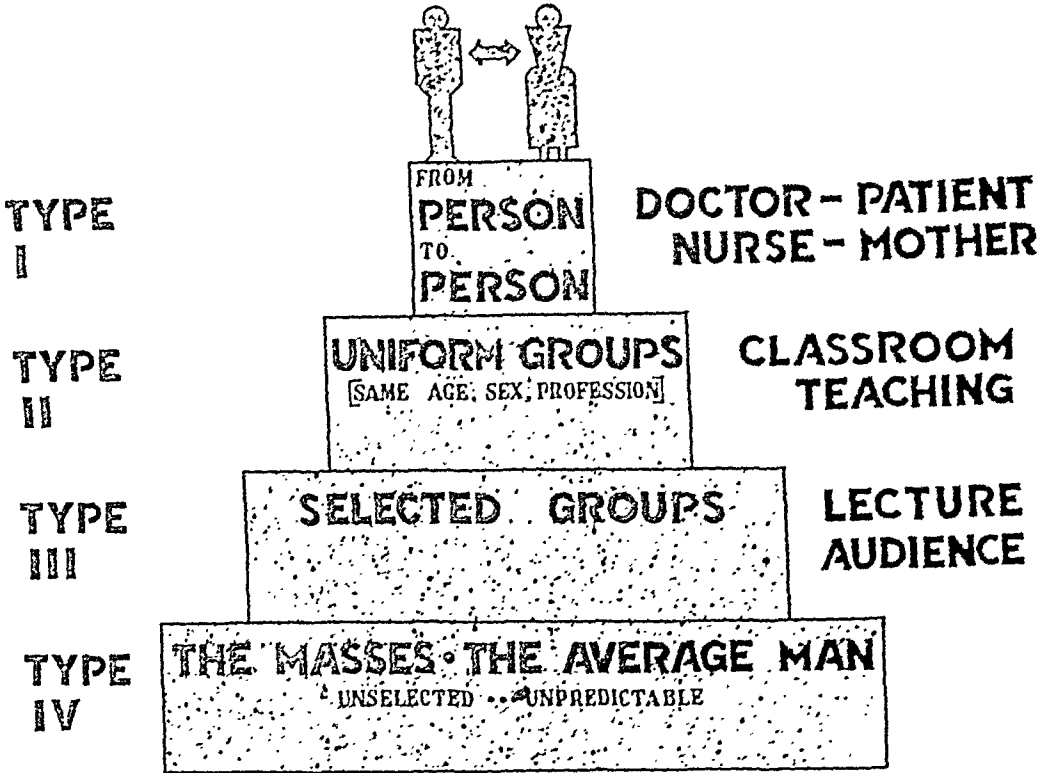 TYPE I
FROM
PERSON
TO
PERSON
DOCTOR - PATIENT
NURSE - MOTHER
TYPE II
UNIFORM GROUPS
[SAME AGE, SEX, PROFESSION]
CLASSROOM
TEACHING
TYPE III
SELECTED GROUPS
LECTURE
AUDIENCE
TYPE IV
THE MASSES • THE AVERAGE MAN
UNSELECTED ••• UNPREDICTABLE